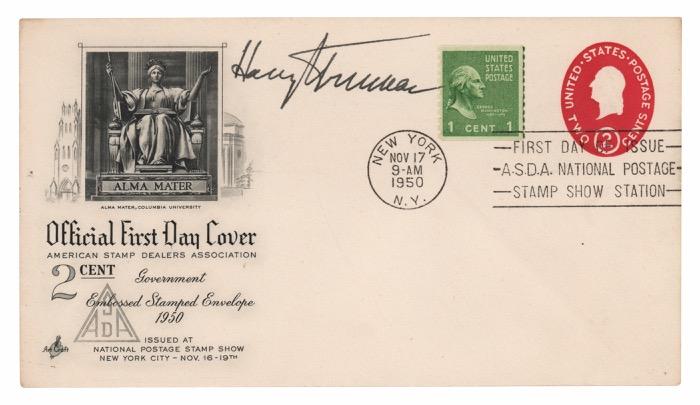 Harry Truman
ALMA MATER
ALMA MATER, COLUMBIA UNIVERSITY
Official First Day Cover
AMERICAN STAMP DEALERS ASSOCIATION
2 CENT
Government
Embossed Stamped Envelope
1950
ASDA
ISSUED AT
NATIONAL POSTAGE STAMP SHOW
NEW YORK CITY – NOV. 16-19TH
Art Craft
UNITED
STATES
POSTAGE
GEORGE
WASHINGTON
1 CENT 1
UNITED·STATES·POSTAGE
TWO 2 CENTS
NEW YORK
NOV 17
9-AM
1950
N.Y.
FIRST DAY OF ISSUE
A.S.D.A. NATIONAL POSTAGE
STAMP SHOW STATION